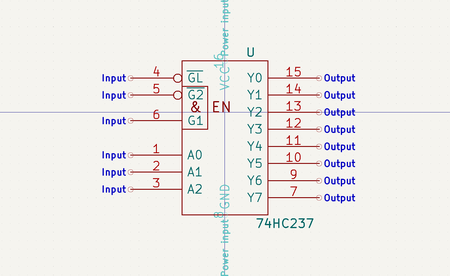 Power input
16
VCC
U
Input 4 GL Y0 15 Output
Input 5 G2 Y1 14 Output
& EN Y2 13 Output
Input 6 G1 Y3 12 Output
Y4 11 Output
Input 1 A0 Y5 10 Output
Input 2 A1 Y6 9 Output
Input 3 A2 Y7 7 Output
GND
8
74HC237
Power input